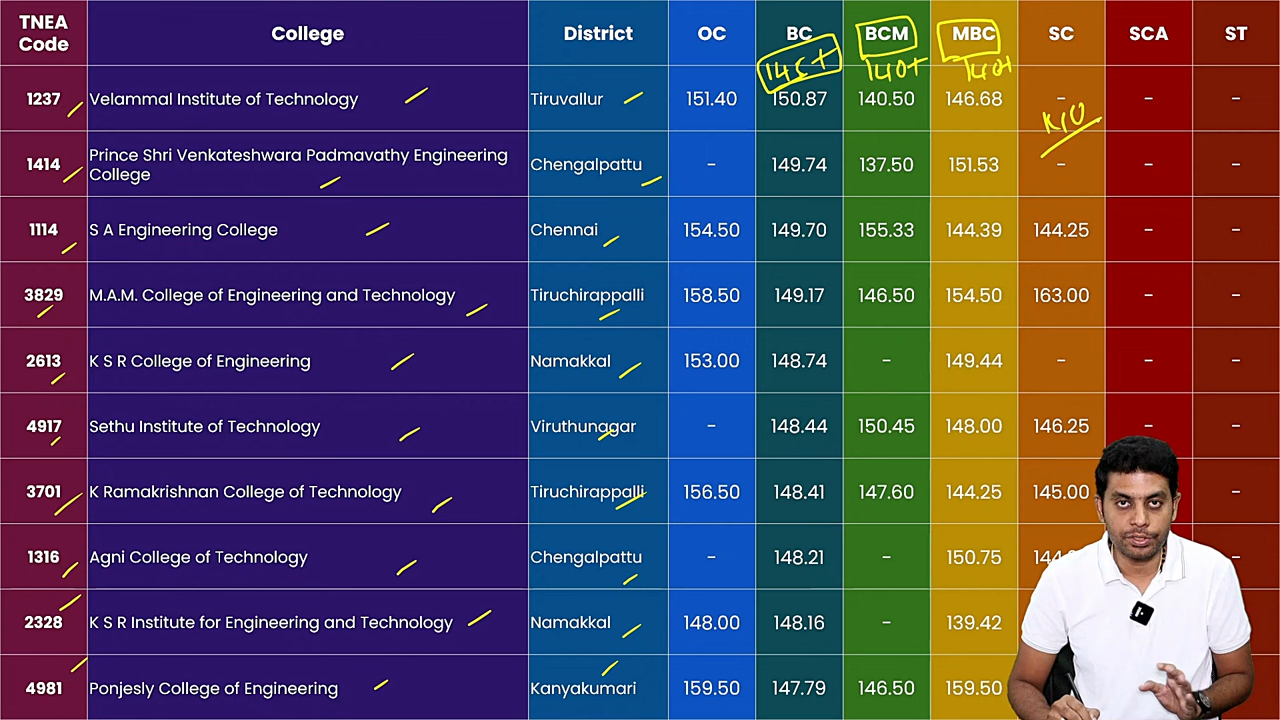 TNEA Code College District OC BC BCM MBC SC SCA ST
145+ 140+ 140+
1237 Velammal Institute of Technology Tiruvallur 151.40 150.87 140.50 146.68 - - -
1414 Prince Shri Venkateshwara Padmavathy Engineering College Chengalpattu - 149.74 137.50 151.53 - - -
1114 S A Engineering College Chennai 154.50 149.70 155.33 144.39 144.25 - -
3829 M.A.M. College of Engineering and Technology Tiruchirappalli 158.50 149.17 146.50 154.50 163.00 - -
2613 K S R College of Engineering Namakkal 153.00 148.74 - 149.44 - - -
4917 Sethu Institute of Technology Viruthunagar - 148.44 150.45 148.00 146.25 - -
3701 K Ramakrishnan College of Technology Tiruchirappalli 156.50 148.41 147.60 144.25 145.00 -
1316 Agni College of Technology Chengalpattu - 148.21 - 150.75 -
2328 K S R Institute for Engineering and Technology Namakkal 148.00 148.16 - 139.42 -
4981 Ponjesly College of Engineering Kanyakumari 159.50 147.79 146.50 159.50 -